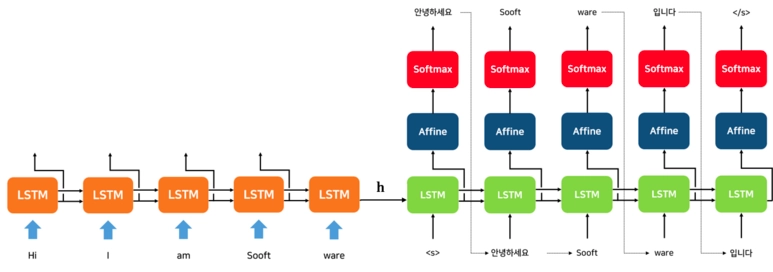 안녕하세요 Sooft ware 입니다 </s>
Softmax Softmax Softmax Softmax Softmax
Affine Affine Affine Affine Affine
LSTM LSTM LSTM LSTM LSTM h LSTM LSTM LSTM LSTM LSTM
Hi I am Sooft ware <s> 안녕하세요 Sooft ware 입니다